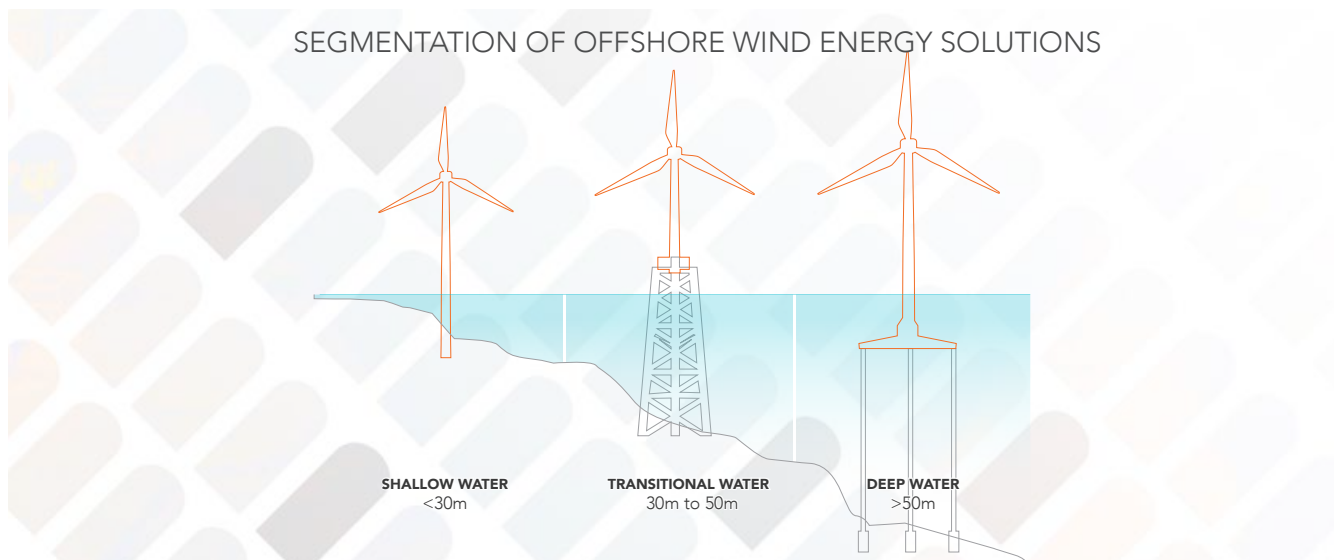 SEGMENTATION OF OFFSHORE WIND ENERGY SOLUTIONS
SHALLOW WATER
<30m
TRANSITIONAL WATER
30m to 50m
DEEP WATER
>50m